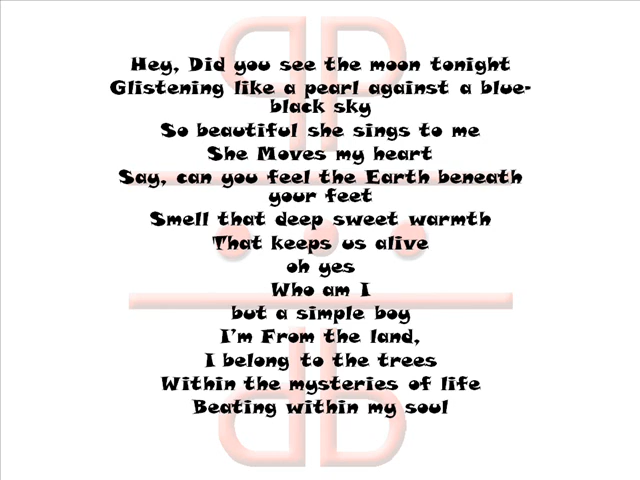 Hey, Did you see the moon tonight
Glistening like a pearl against a blue-
black sky
So beautiful she sings to me
She Moves my heart
Say, can you feel the Earth beneath
your feet
Smell that deep sweet warmth
That keeps us alive
oh yes
Who am I
but a simple boy
I'm From the land,
I belong to the trees
Within the mysteries of life
Beating within my soul